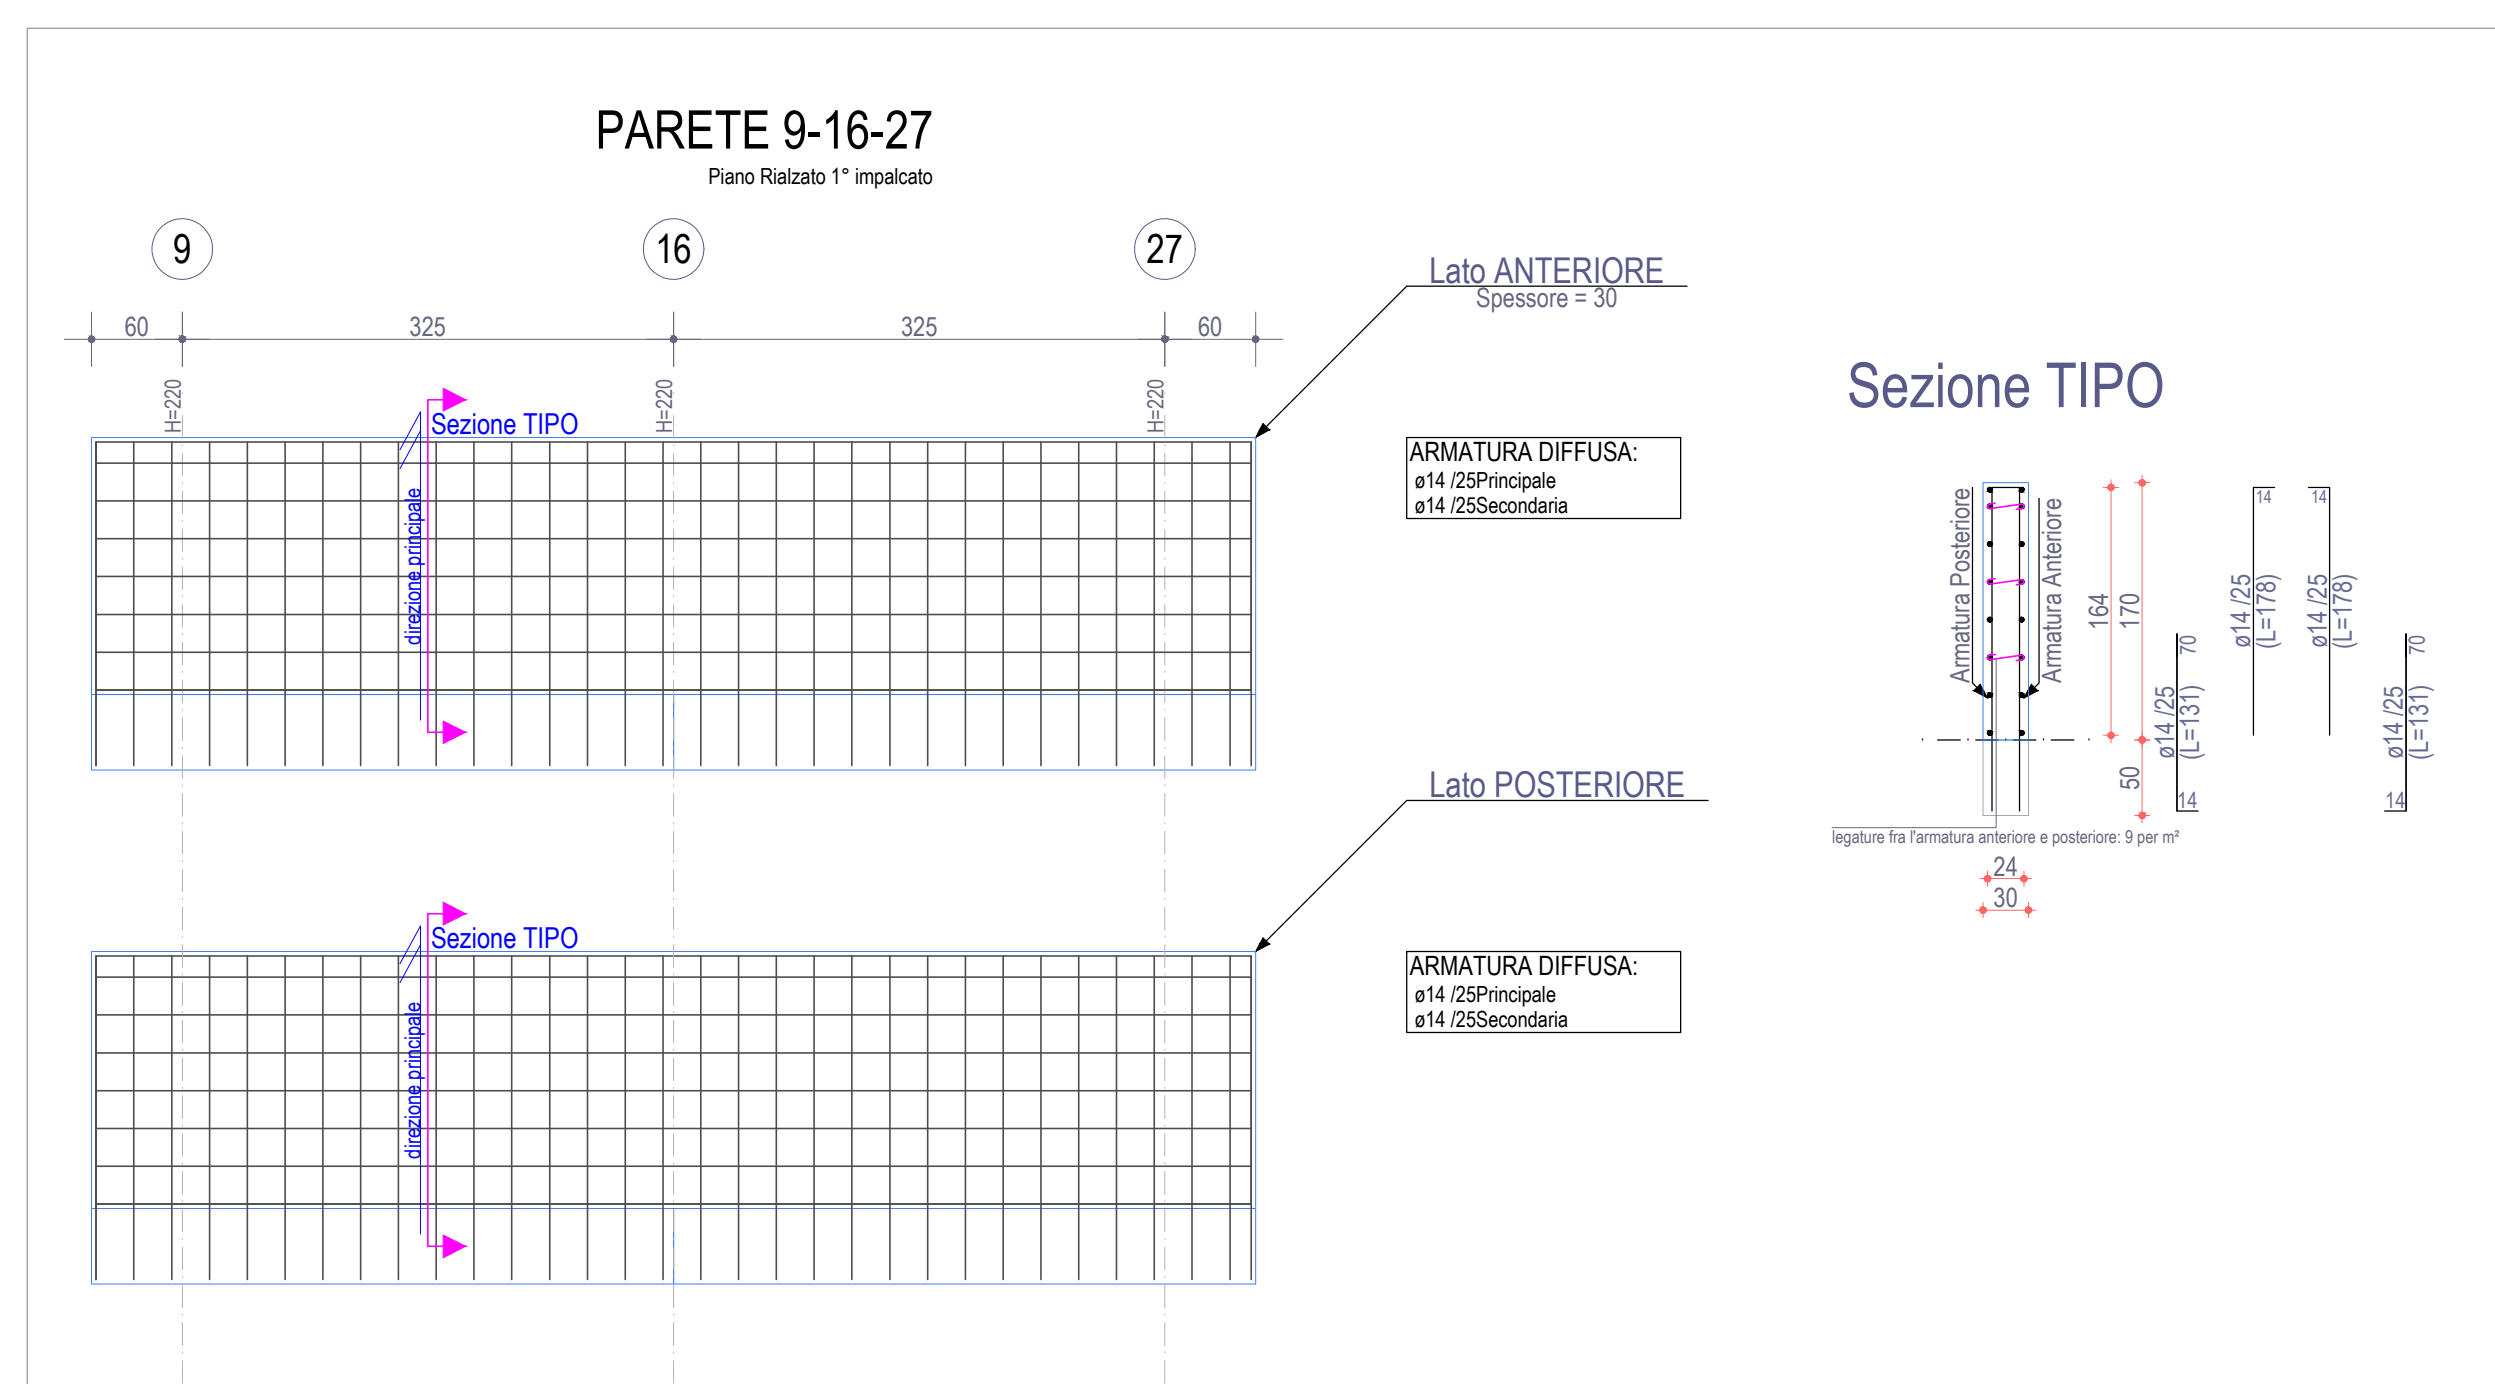 PARETE 9-16-27
Piano Rialzato 1° impalcato
9
16
27
60
325
325
60
H=220
H=220
H=220
Sezione TIPO
direzione principale
Lato ANTERIORE
Spessore = 30
ARMATURA DIFFUSA:
ø14 /25Principale
ø14 /25Secondaria
Lato POSTERIORE
Sezione TIPO
direzione principale
ARMATURA DIFFUSA:
ø14 /25Principale
ø14 /25Secondaria
Sezione TIPO
Armatura Posteriore
Armatura Anteriore
164
170
50
ø14 /25
(L=131)
70
14
ø14 /25
(L=178)
14
ø14 /25
(L=178)
14
ø14 /25
(L=131)
70
14
legature fra l'armatura anteriore e posteriore: 9 per m²
24
30